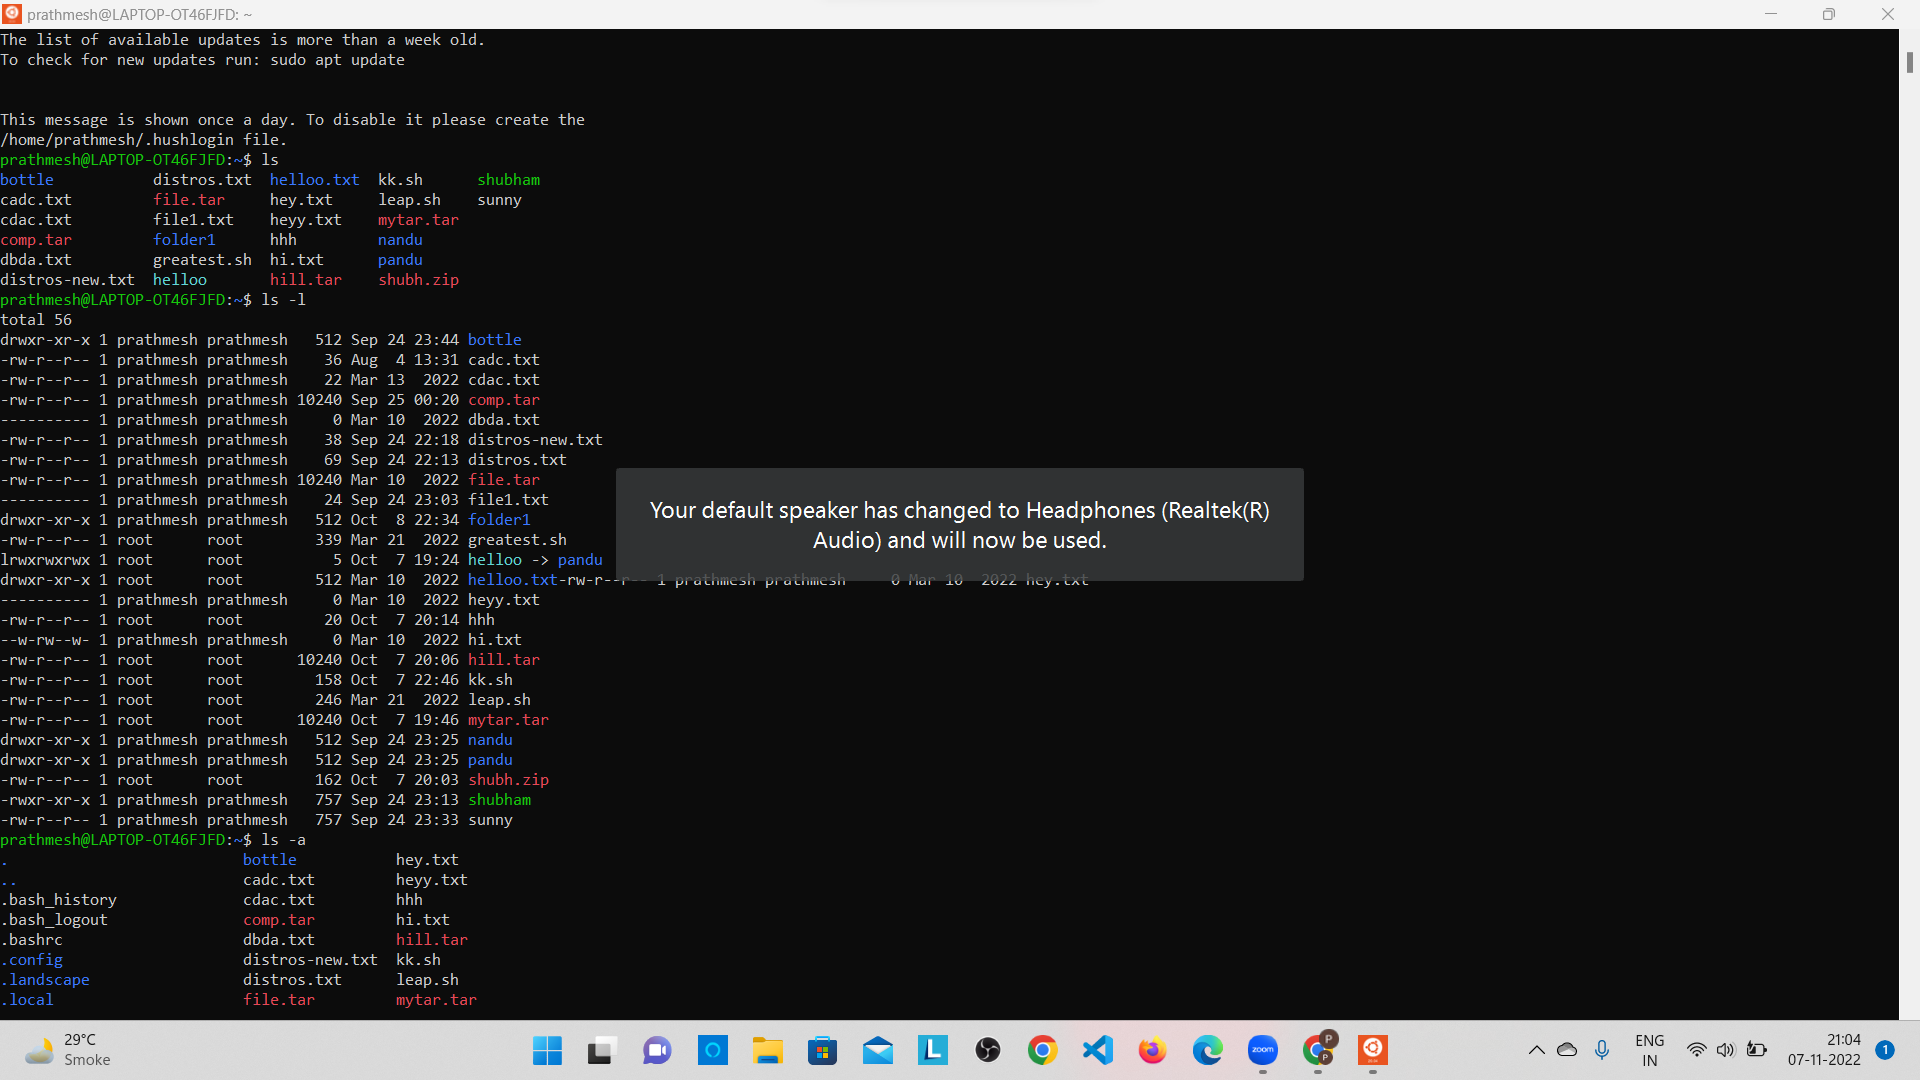 prathmesh@LAPTOP-OT46FJFD: ~
The list of available updates is more than a week old.
To check for new updates run: sudo apt update
This message is shown once a day. To disable it please create the
/home/prathmesh/.hushlogin file.
prathmesh@LAPTOP-OT46FJFD:~$ ls
bottle distros.txt helloo.txt kk.sh shubham
cadc.txt file.tar hey.txt leap.sh sunny
cdac.txt file1.txt heyy.txt mytar.tar
comp.tar folder1 hhh nandu
dbda.txt greatest.sh hi.txt pandu
distros-new.txt helloo hill.tar shubh.zip
prathmesh@LAPTOP-OT46FJFD:~$ ls -l
total 56
drwxr-xr-x 1 prathmesh prathmesh 512 Sep 24 23:44 bottle
-rw-r--r-- 1 prathmesh prathmesh 36 Aug 4 13:31 cadc.txt
-rw-r--r-- 1 prathmesh prathmesh 22 Mar 13 2022 cdac.txt
-rw-r--r-- 1 prathmesh prathmesh 10240 Sep 25 00:20 comp.tar
---------- 1 prathmesh prathmesh 0 Mar 10 2022 dbda.txt
-rw-r--r-- 1 prathmesh prathmesh 38 Sep 24 22:18 distros-new.txt
-rw-r--r-- 1 prathmesh prathmesh 69 Sep 24 22:13 distros.txt
-rw-r--r-- 1 prathmesh prathmesh 10240 Mar 10 2022 file.tar
---------- 1 prathmesh prathmesh 24 Sep 24 23:03 file1.txt
drwxr-xr-x 1 prathmesh prathmesh 512 Oct 8 22:34 folder1
-rw-r--r-- 1 root root 339 Mar 21 2022 greatest.sh
lrwxrwxrwx 1 root root 5 Oct 7 19:24 helloo -> pandu
drwxr-xr-x 1 root root 512 Mar 10 2022 helloo.txt-rw-r--r-- 1 prathmesh prathmesh 0 Mar 10 2022 hey.txt
---------- 1 prathmesh prathmesh 0 Mar 10 2022 heyy.txt
-rw-r--r-- 1 root root 20 Oct 7 20:14 hhh
--w-rw--w- 1 prathmesh prathmesh 0 Mar 10 2022 hi.txt
-rw-r--r-- 1 root root 10240 Oct 7 20:06 hill.tar
-rw-r--r-- 1 root root 158 Oct 7 22:46 kk.sh
-rw-r--r-- 1 root root 246 Mar 21 2022 leap.sh
-rw-r--r-- 1 root root 10240 Oct 7 19:46 mytar.tar
drwxr-xr-x 1 prathmesh prathmesh 512 Sep 24 23:25 nandu
drwxr-xr-x 1 prathmesh prathmesh 512 Sep 24 23:25 pandu
-rw-r--r-- 1 root root 162 Oct 7 20:03 shubh.zip
-rwxr-xr-x 1 prathmesh prathmesh 757 Sep 24 23:13 shubham
-rw-r--r-- 1 prathmesh prathmesh 757 Sep 24 23:33 sunny
prathmesh@LAPTOP-OT46FJFD:~$ ls -a
. bottle hey.txt
.. cadc.txt heyy.txt
.bash_history cdac.txt hhh
.bash_logout comp.tar hi.txt
.bashrc dbda.txt hill.tar
.config distros-new.txt kk.sh
.landscape distros.txt leap.sh
.local file.tar mytar.tar
Your default speaker has changed to Headphones (Realtek(R)
Audio) and will now be used.
29°C
Smoke
zoom
P
P
ENG
IN
21:04
07-11-2022
1